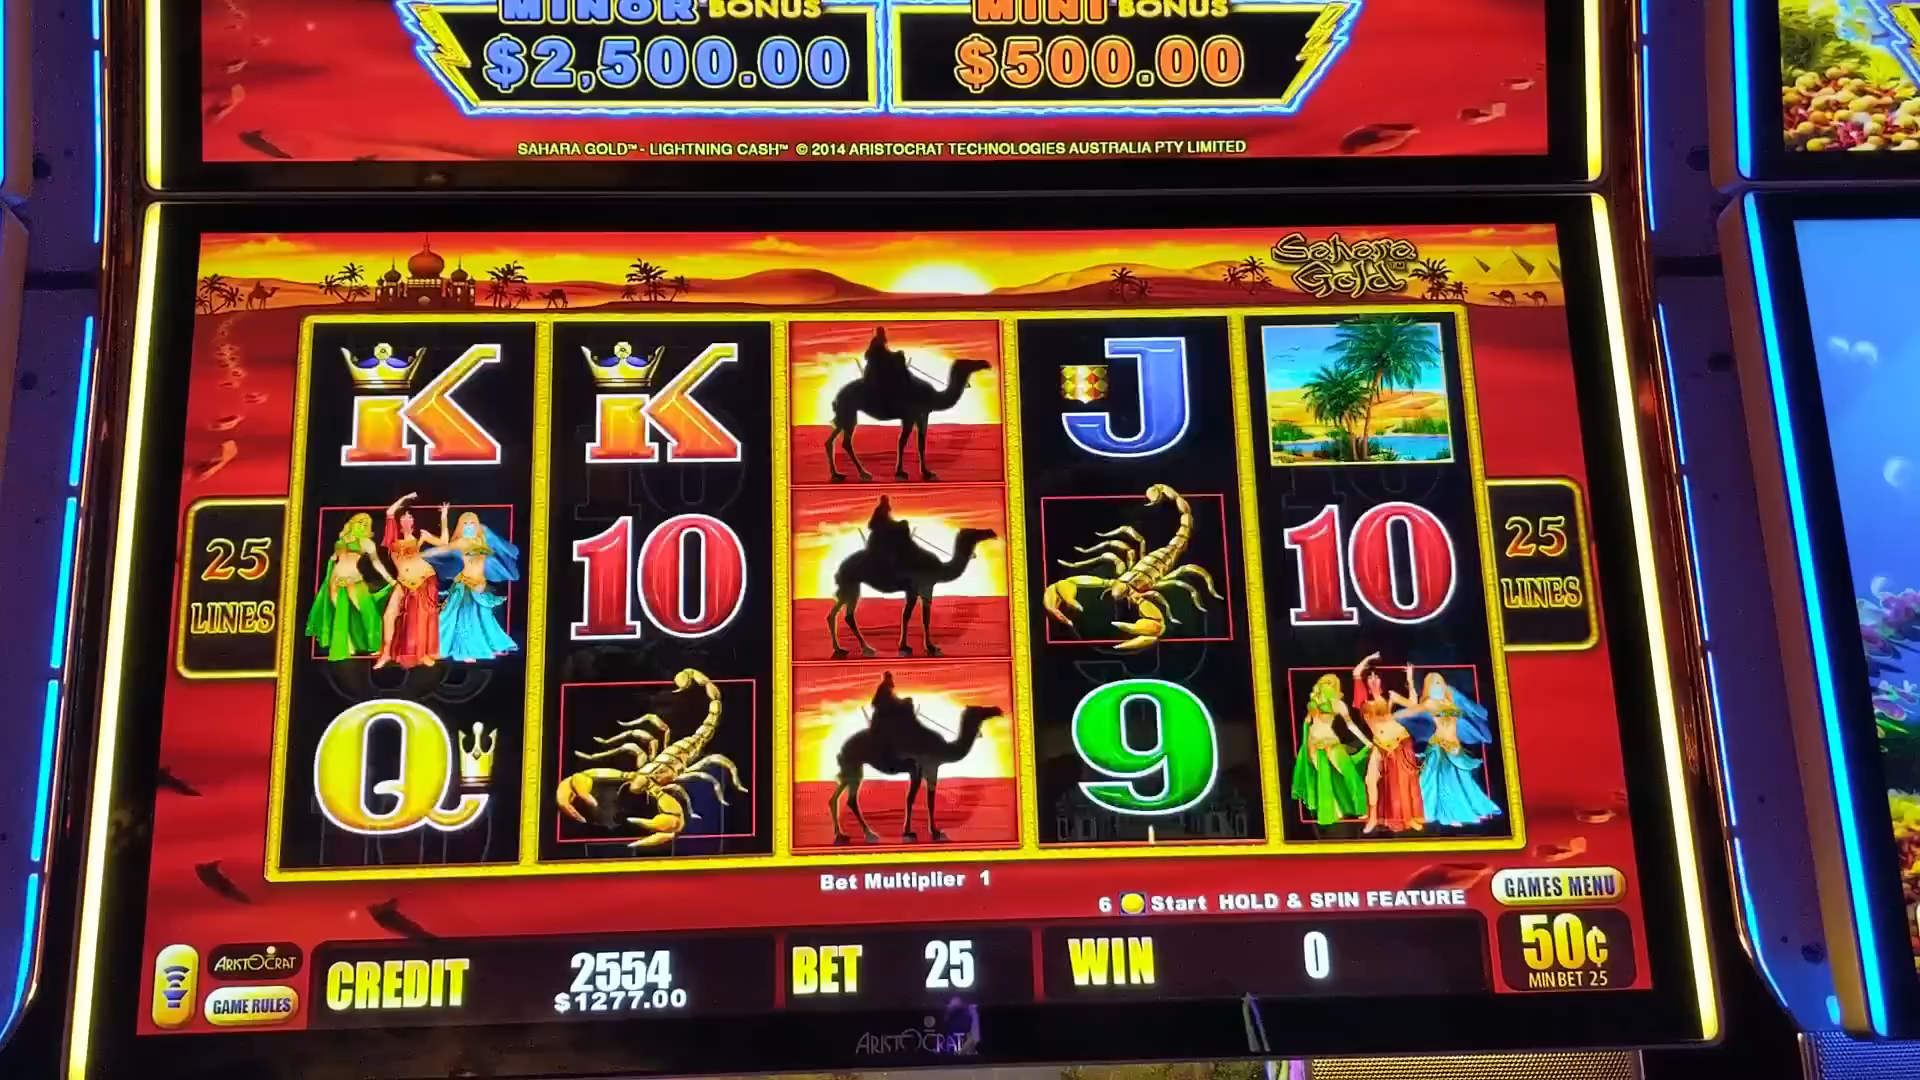 MINOR BONUS
$2,500.00
MINI BONUS
$500.00
SAHARA GOLD™ - LIGHTNING CASH™ © 2014 ARISTOCRAT TECHNOLOGIES AUSTRALIA PTY LIMITED
Sahara
Gold™
K K J
25
LINES
10 10
25
LINES
Q 9
Bet Multiplier 1
6 Start HOLD & SPIN FEATURE
GAMES MENU
ARISTOCRAT
GAME RULES
CREDIT 2554
$1277.00
BET 25
WIN 0
50¢
MIN BET 25
ARISTOCRAT